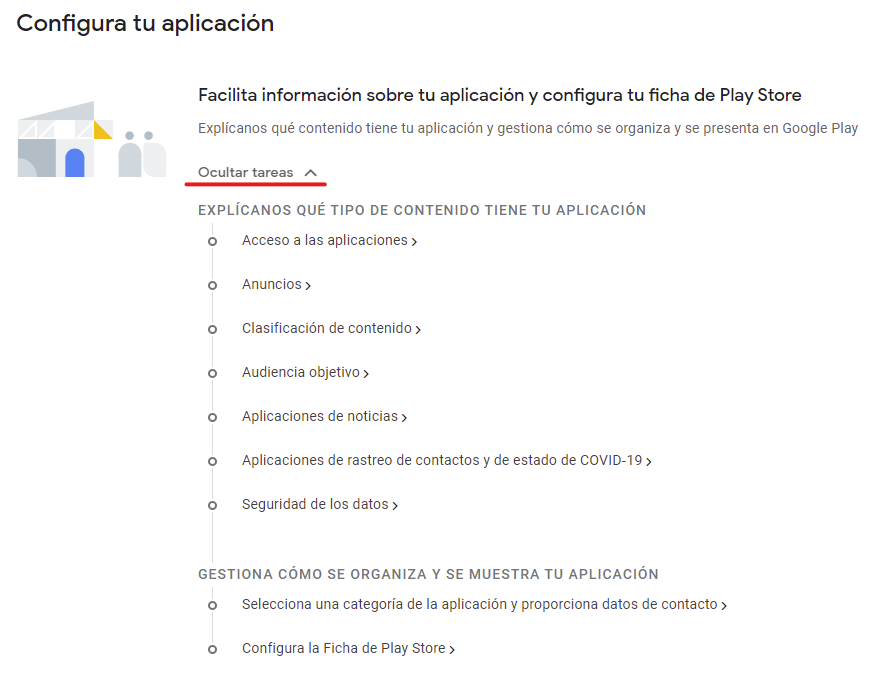 Configura tu aplicación
Facilita información sobre tu aplicación y configura tu ficha de Play Store
Explícanos qué contenido tiene tu aplicación y gestiona cómo se organiza y se presenta en Google Play
Ocultar tareas
EXPLÍCANOS QUÉ TIPO DE CONTENIDO TIENE TU APLICACIÓN
Acceso a las aplicaciones
Anuncios
Clasificación de contenido
Audiencia objetivo
Aplicaciones de noticias
Aplicaciones de rastreo de contactos y de estado de COVID-19
Seguridad de los datos
GESTIONA CÓMO SE ORGANIZA Y SE MUESTRA TU APLICACIÓN
Selecciona una categoría de la aplicación y proporciona datos de contacto
Configura la Ficha de Play Store